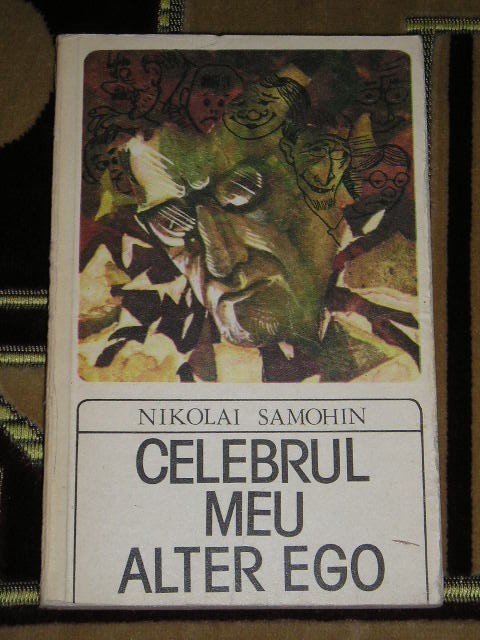 NIKOLAI SAMOHIN
CELEBRUL
MEU
ALTER EGO